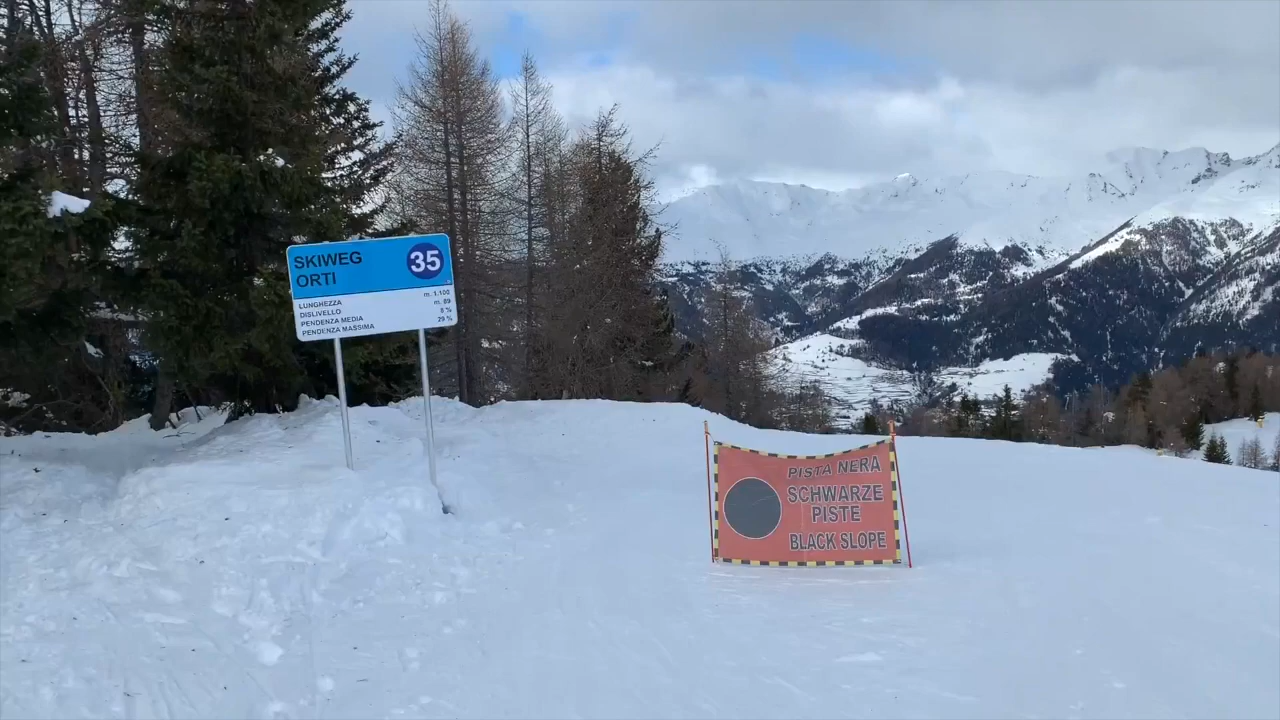 SKIWEG 35
ORTI
LUNGHEZZA m. 1.100
DISLIVELLO m. 89
PENDENZA MEDIA 8 %
PENDENZA MASSIMA 29 %
PISTA NERA
SCHWARZE
PISTE
BLACK SLOPE